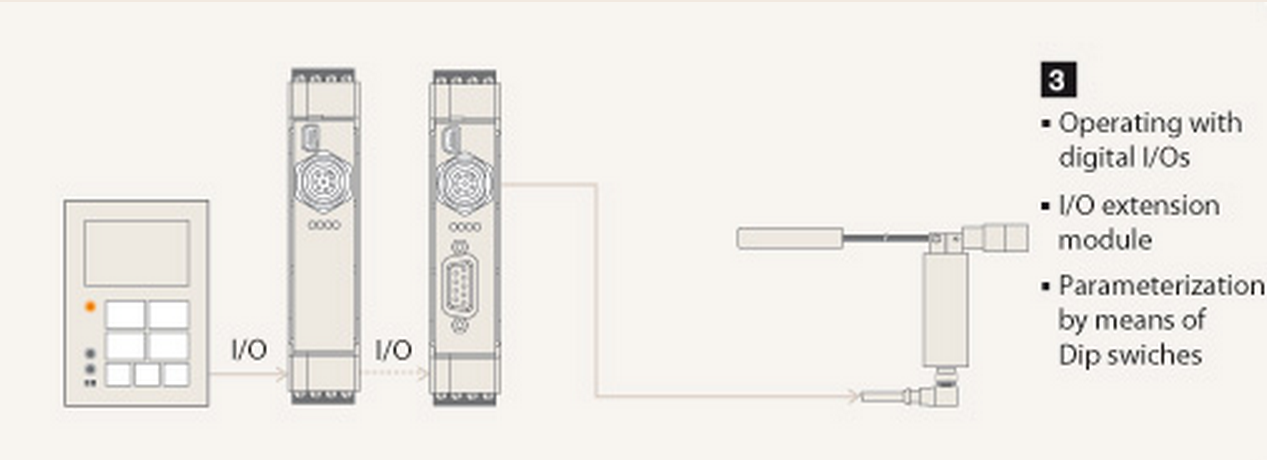 3
▪ Operating with
digital I/Os
▪ I/O extension
module
▪ Parameterization
by means of
Dip swiches
I/O
I/O